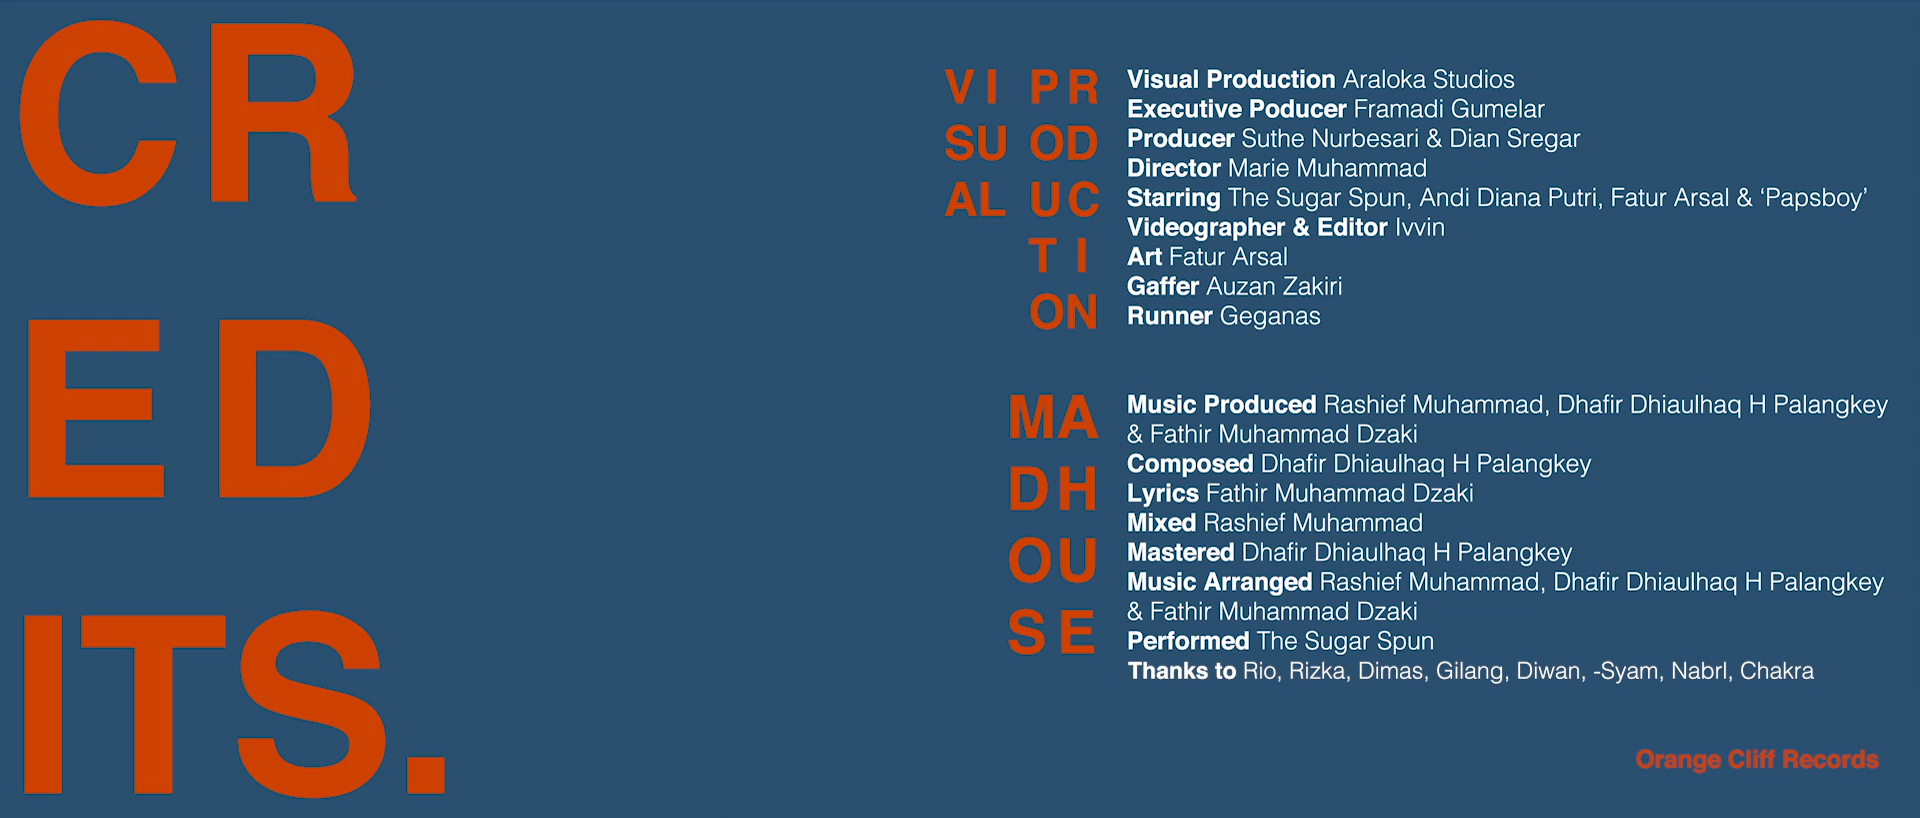 CR
ED
ITS.
VI PR
SU OD
AL UC
TI
ON
Visual Production Araloka Studios
Executive Poducer Framadi Gumelar
Producer Suthe Nurbesari & Dian Sregar
Director Marie Muhammad
Starring The Sugar Spun, Andi Diana Putri, Fatur Arsal & ‘Papsboy’
Videographer & Editor Ivvin
Art Fatur Arsal
Gaffer Auzan Zakiri
Runner Geganas
MA
DH
OU
SE
Music Produced Rashief Muhammad, Dhafir Dhiaulhaq H Palangkey
& Fathir Muhammad Dzaki
Composed Dhafir Dhiaulhaq H Palangkey
Lyrics Fathir Muhammad Dzaki
Mixed Rashief Muhammad
Mastered Dhafir Dhiaulhaq H Palangkey
Music Arranged Rashief Muhammad, Dhafir Dhiaulhaq H Palangkey
& Fathir Muhammad Dzaki
Performed The Sugar Spun
Thanks to Rio, Rizka, Dimas, Gilang, Diwan, -Syam, Nabrl, Chakra
Orange Cliff Records